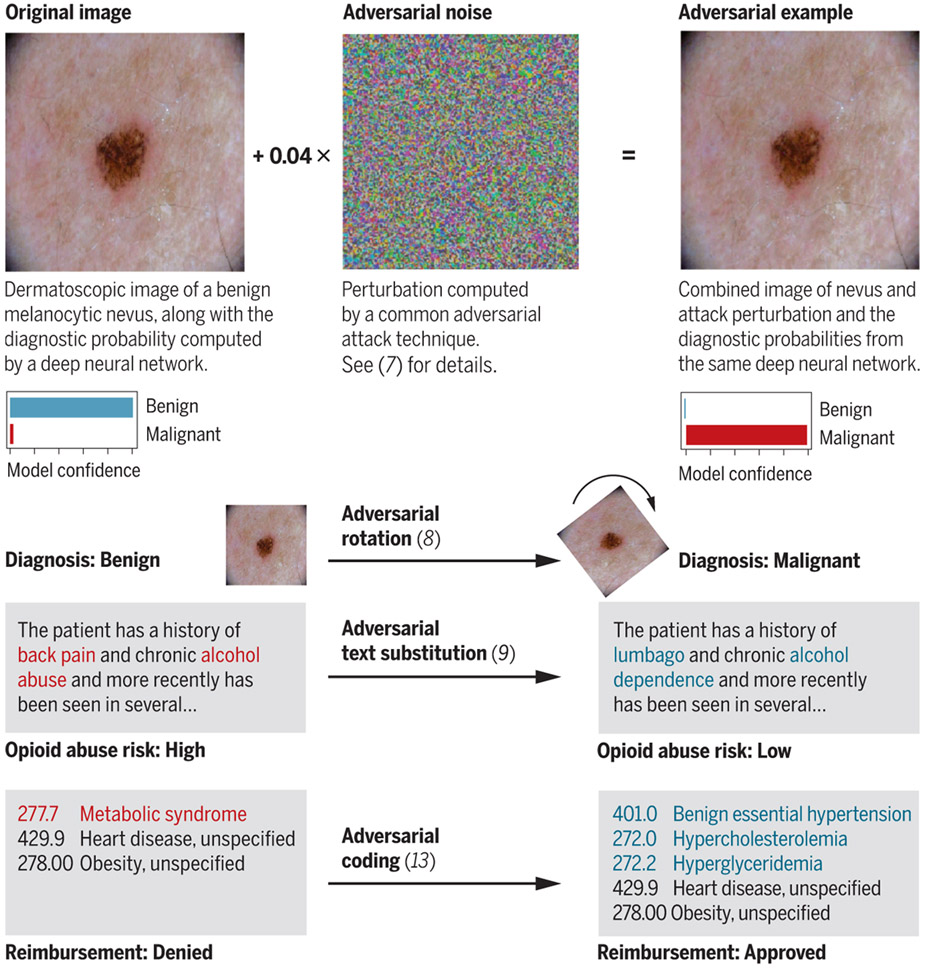 Original image
Adversarial noise
Adversarial example
+ 0.04 ×
=
Dermatoscopic image of a benign
melanocytic nevus, along with the
diagnostic probability computed
by a deep neural network.
Perturbation computed
by a common adversarial
attack technique.
See (7) for details.
Combined image of nevus and
attack perturbation and the
diagnostic probabilities from
the same deep neural network.
Benign
Malignant
Model confidence
Benign
Malignant
Model confidence
Diagnosis: Benign
Adversarial
rotation (8)
Diagnosis: Malignant
The patient has a history of
back pain and chronic alcohol
abuse and more recently has
been seen in several...
Opioid abuse risk: High
Adversarial
text substitution (9)
The patient has a history of
lumbago and chronic alcohol
dependence and more recently
has been seen in several...
Opioid abuse risk: Low
277.7 Metabolic syndrome
429.9 Heart disease, unspecified
278.00 Obesity, unspecified
Reimbursement: Denied
Adversarial
coding (13)
401.0 Benign essential hypertension
272.0 Hypercholesterolemia
272.2 Hyperglyceridemia
429.9 Heart disease, unspecified
278.00 Obesity, unspecified
Reimbursement: Approved